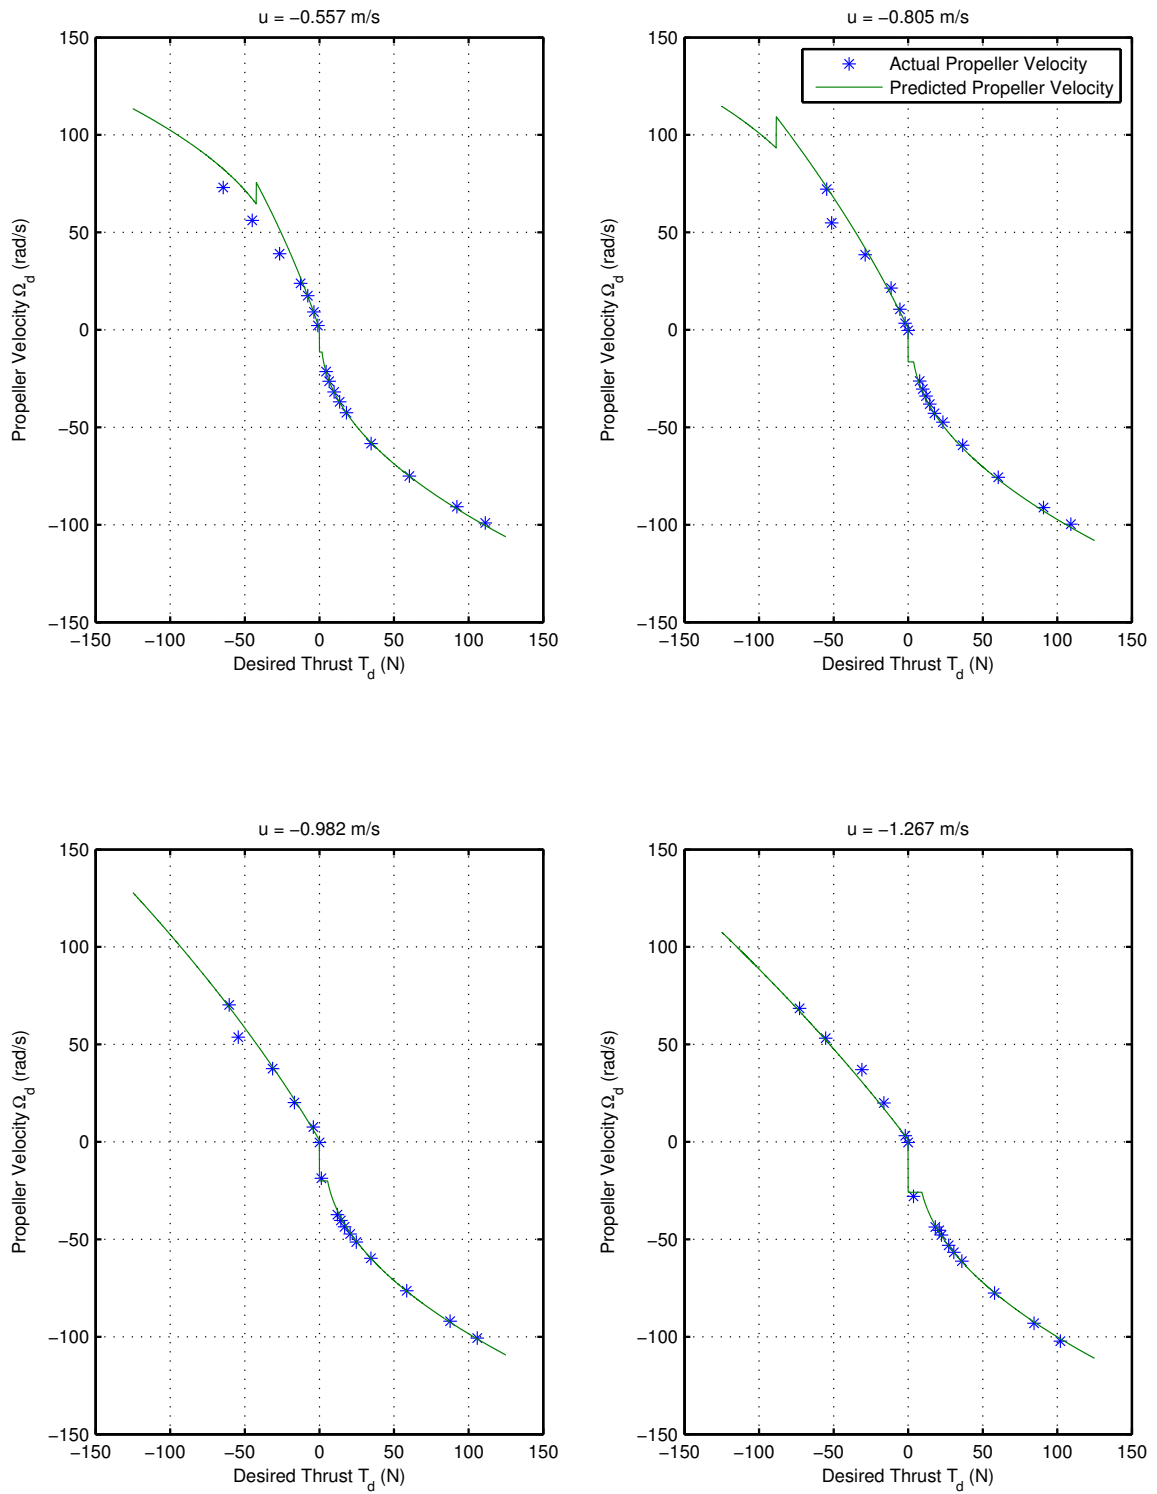 u = −0.557 m/s
150
100
50
0
−50
−100
−150
−150 −100 −50 0 50 100 150
Desired Thrust T_d (N)
Propeller Velocity Ω_d (rad/s)
u = −0.805 m/s
Actual Propeller Velocity
Predicted Propeller Velocity
150
100
50
0
−50
−100
−150
−150 −100 −50 0 50 100 150
Desired Thrust T_d (N)
Propeller Velocity Ω_d (rad/s)
u = −0.982 m/s
150
100
50
0
−50
−100
−150
−150 −100 −50 0 50 100 150
Desired Thrust T_d (N)
Propeller Velocity Ω_d (rad/s)
u = −1.267 m/s
150
100
50
0
−50
−100
−150
−150 −100 −50 0 50 100 150
Desired Thrust T_d (N)
Propeller Velocity Ω_d (rad/s)